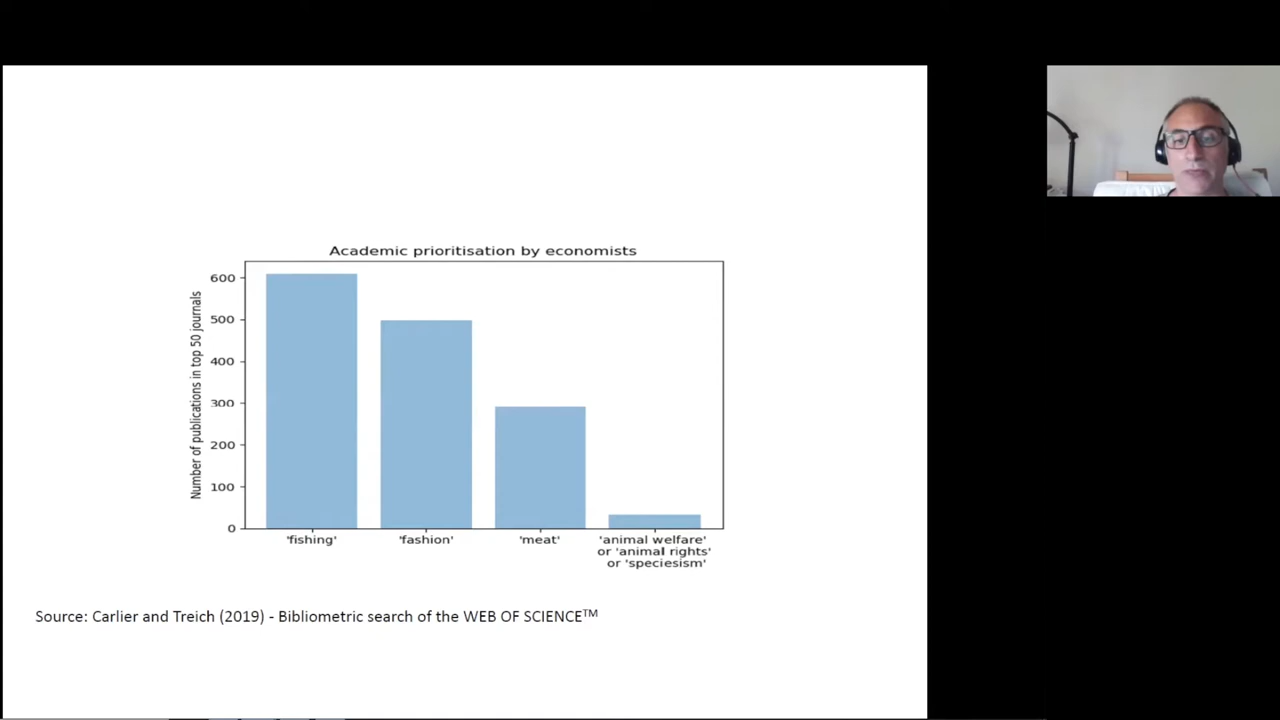 Academic prioritisation by economists
Number of publications in top 50 journals
600
500
400
300
200
100
0
'fishing'
'fashion'
'meat'
'animal welfare'
or 'animal rights'
or 'speciesism'
Source: Carlier and Treich (2019) - Bibliometric search of the WEB OF SCIENCE™